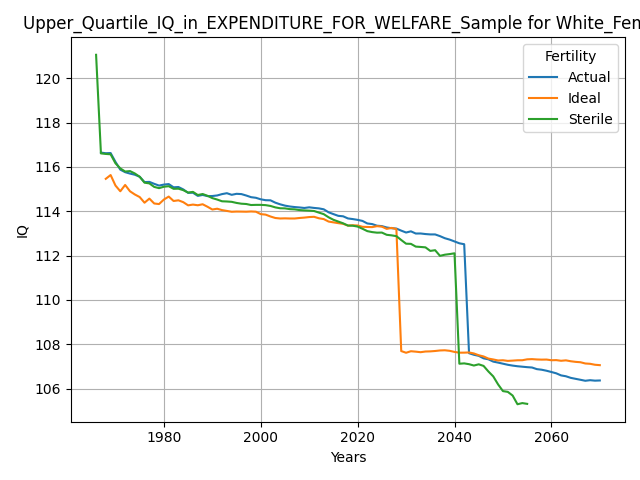 Upper_Quartile_IQ_in_EXPENDITURE_FOR_WELFARE_Sample for White_Fem
Fertility
Actual
Ideal
Sterile
IQ
120
118
116
114
112
110
108
106
1980 2000 2020 2040 2060
Years